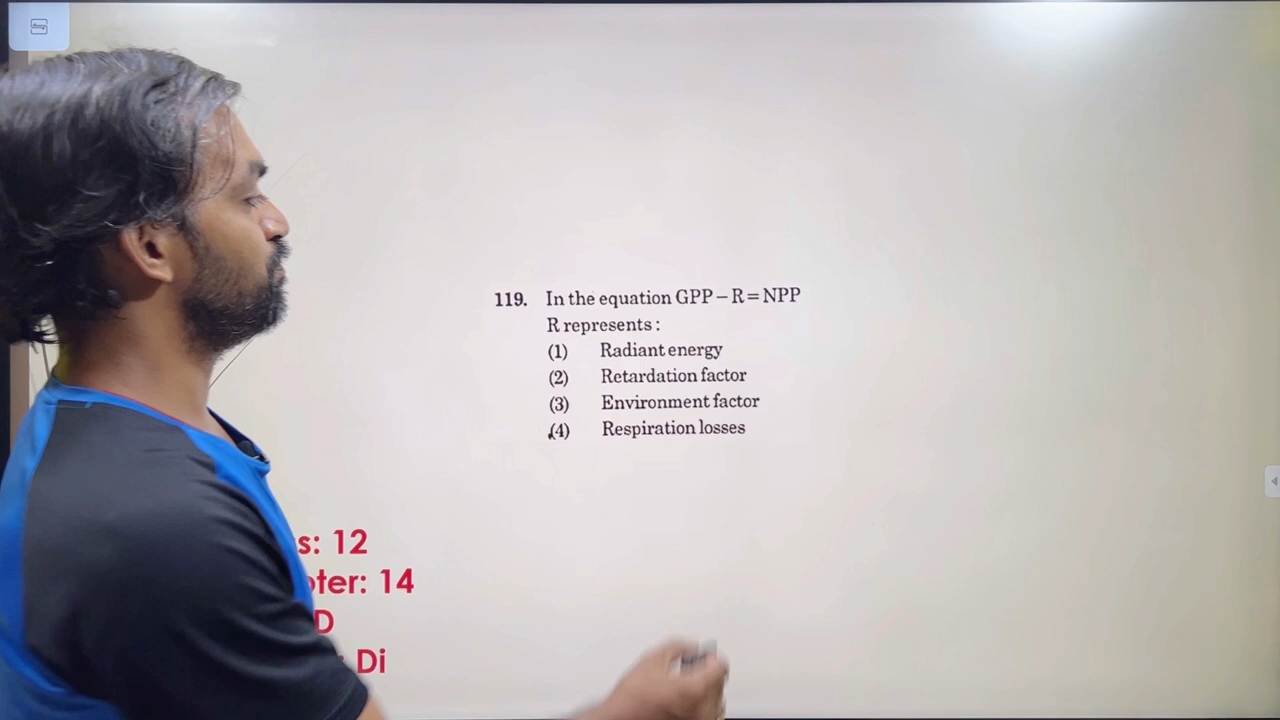 119. In the equation GPP – R = NPP
R represents :
(1) Radiant energy
(2) Retardation factor
(3) Environment factor
(4) Respiration losses
s: 12
pter: 14
D
: Di